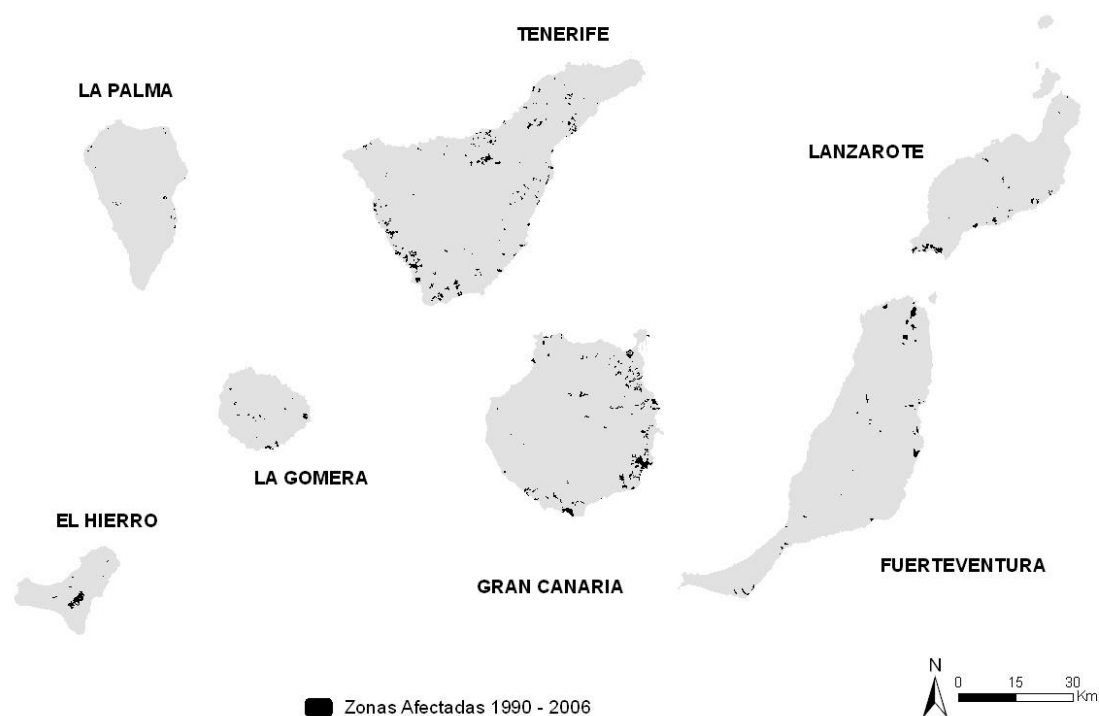 TENERIFE
LA PALMA
LANZAROTE
LA GOMERA
EL HIERRO
GRAN CANARIA
FUERTEVENTURA
N
0 15 30
Km
Zonas Afectadas 1990 - 2006